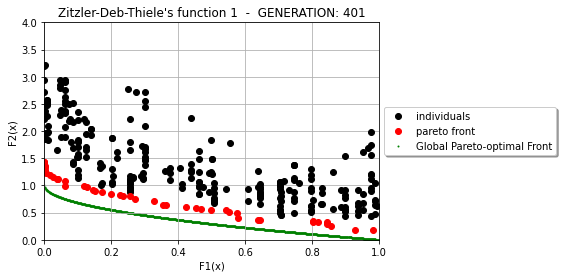 Zitzler-Deb-Thiele's function 1 - GENERATION: 401
4.0
3.5
3.0
2.5
2.0
1.5
1.0
0.5
0.0
F2(x)
0.0 0.2 0.4 0.6 0.8 1.0
F1(x)
individuals
pareto front
Global Pareto-optimal Front